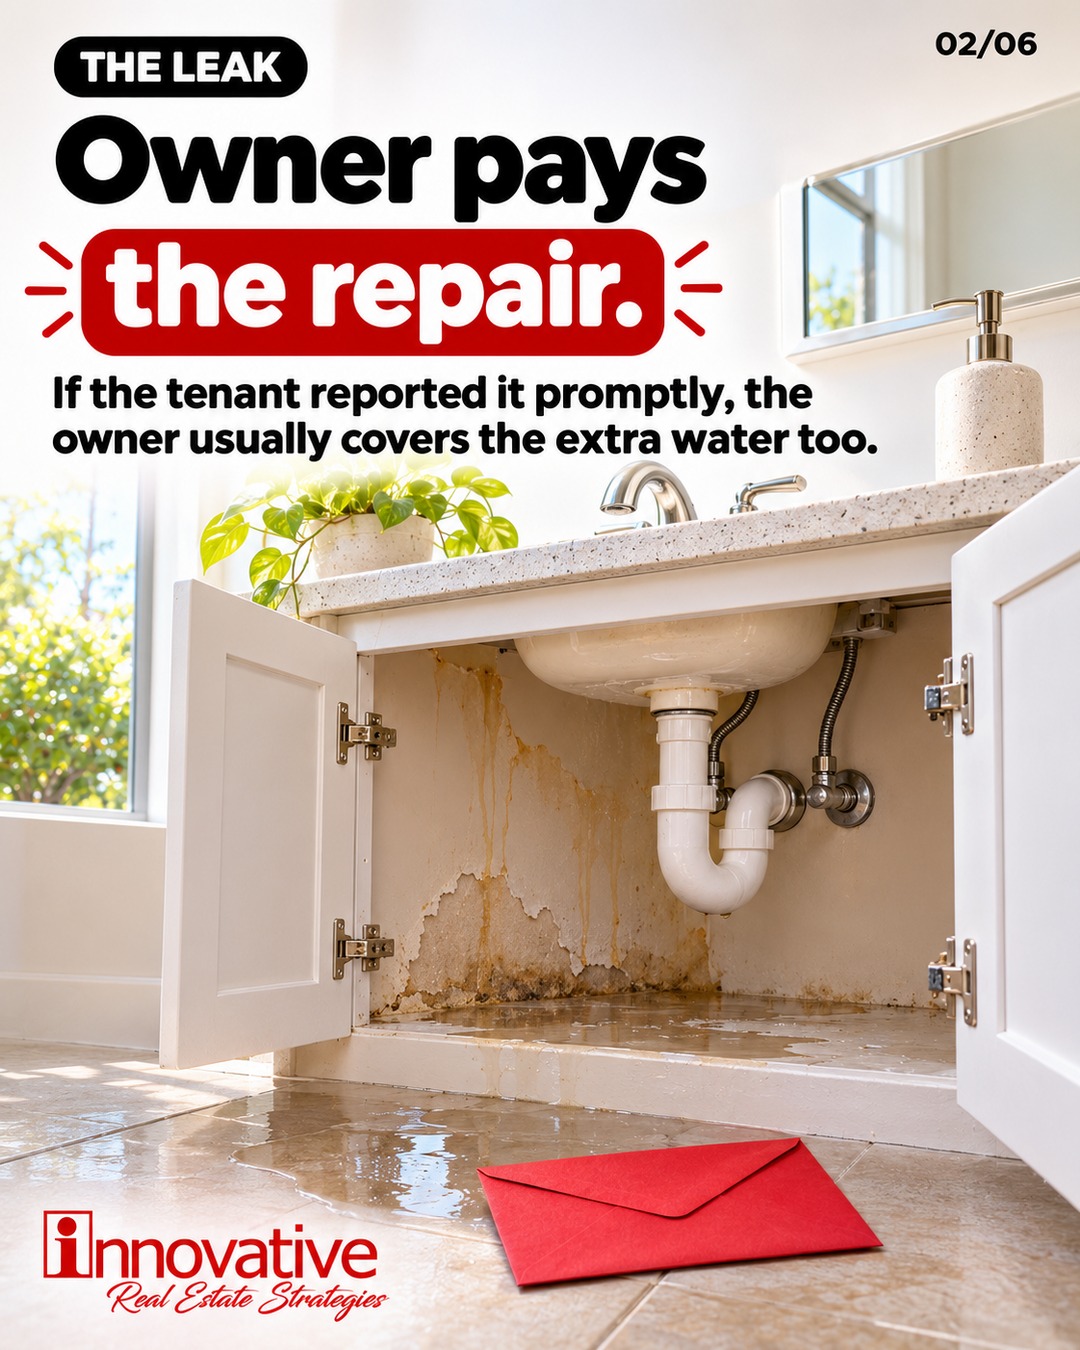 THE LEAK
02/06
Owner pays
the repair.
If the tenant reported it promptly, the
owner usually covers the extra water too.
innovative
Real Estate Strategies